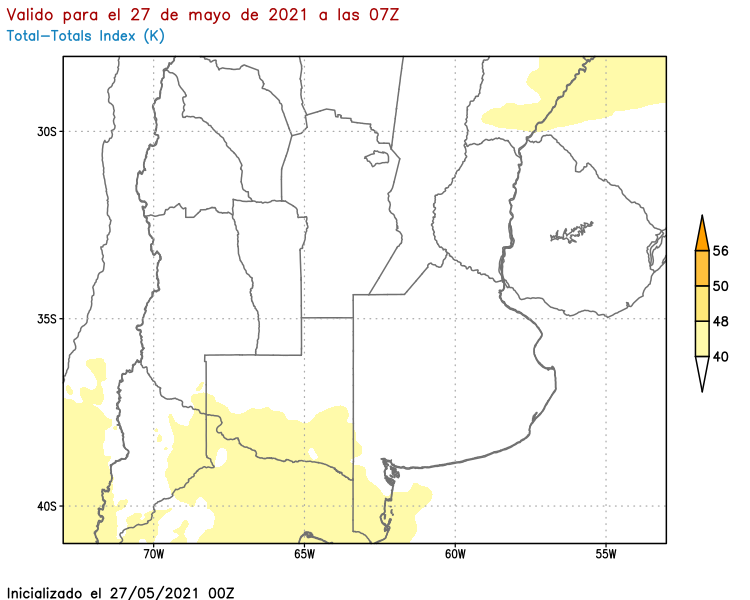 Valido para el 27 de mayo de 2021 a las 07Z
Total-Totals Index (K)
30S
35S
40S
70W
65W
60W
55W
56
50
48
40
Inicializado el 27/05/2021 00Z